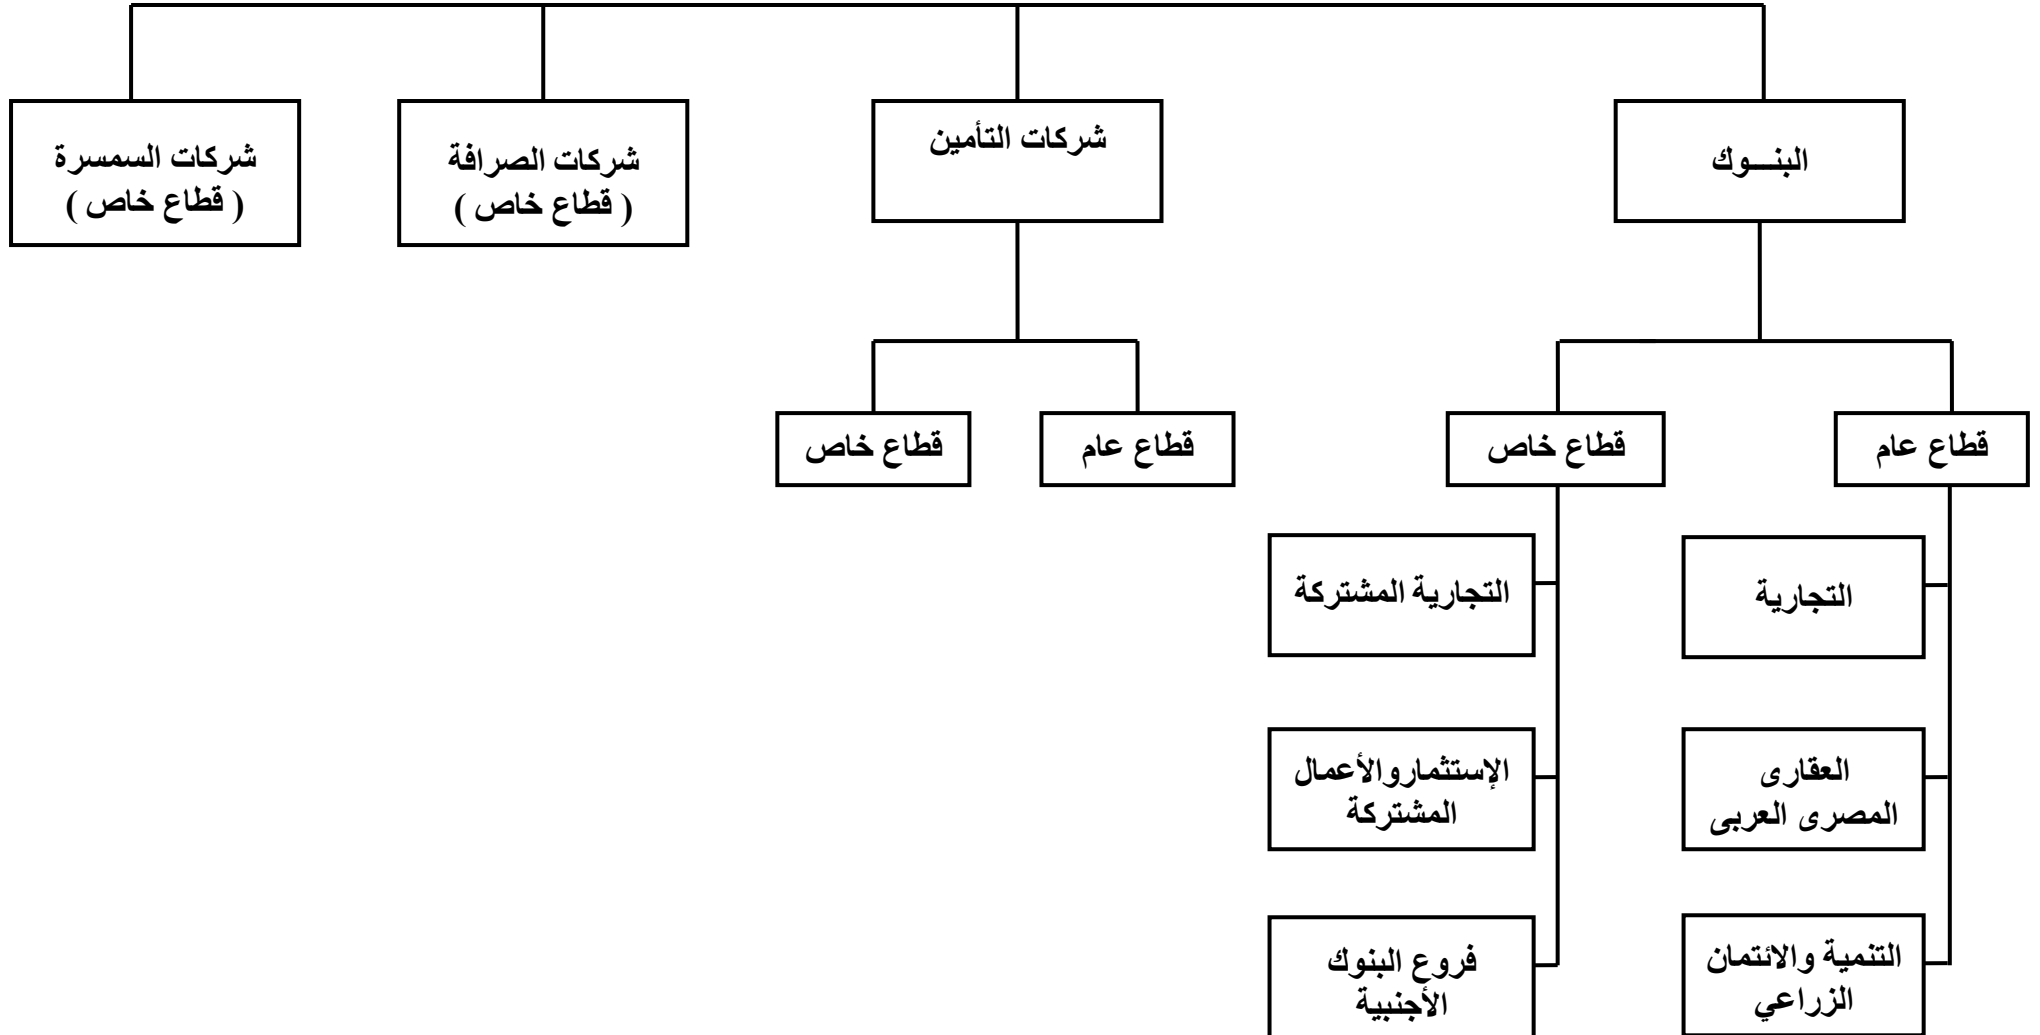 البنـــوك
شركات التأمين
شركات الصرافة
( قطاع خاص )
شركات السمسرة
( قطاع خاص )
قطاع عام
قطاع خاص
قطاع عام
قطاع خاص
التجارية
التجارية المشتركة
العقارى
المصرى العربى
الإستثماروالأعمال
المشتركة
التنمية والائتمان
الزراعي
فروع البنوك
الأجنبية